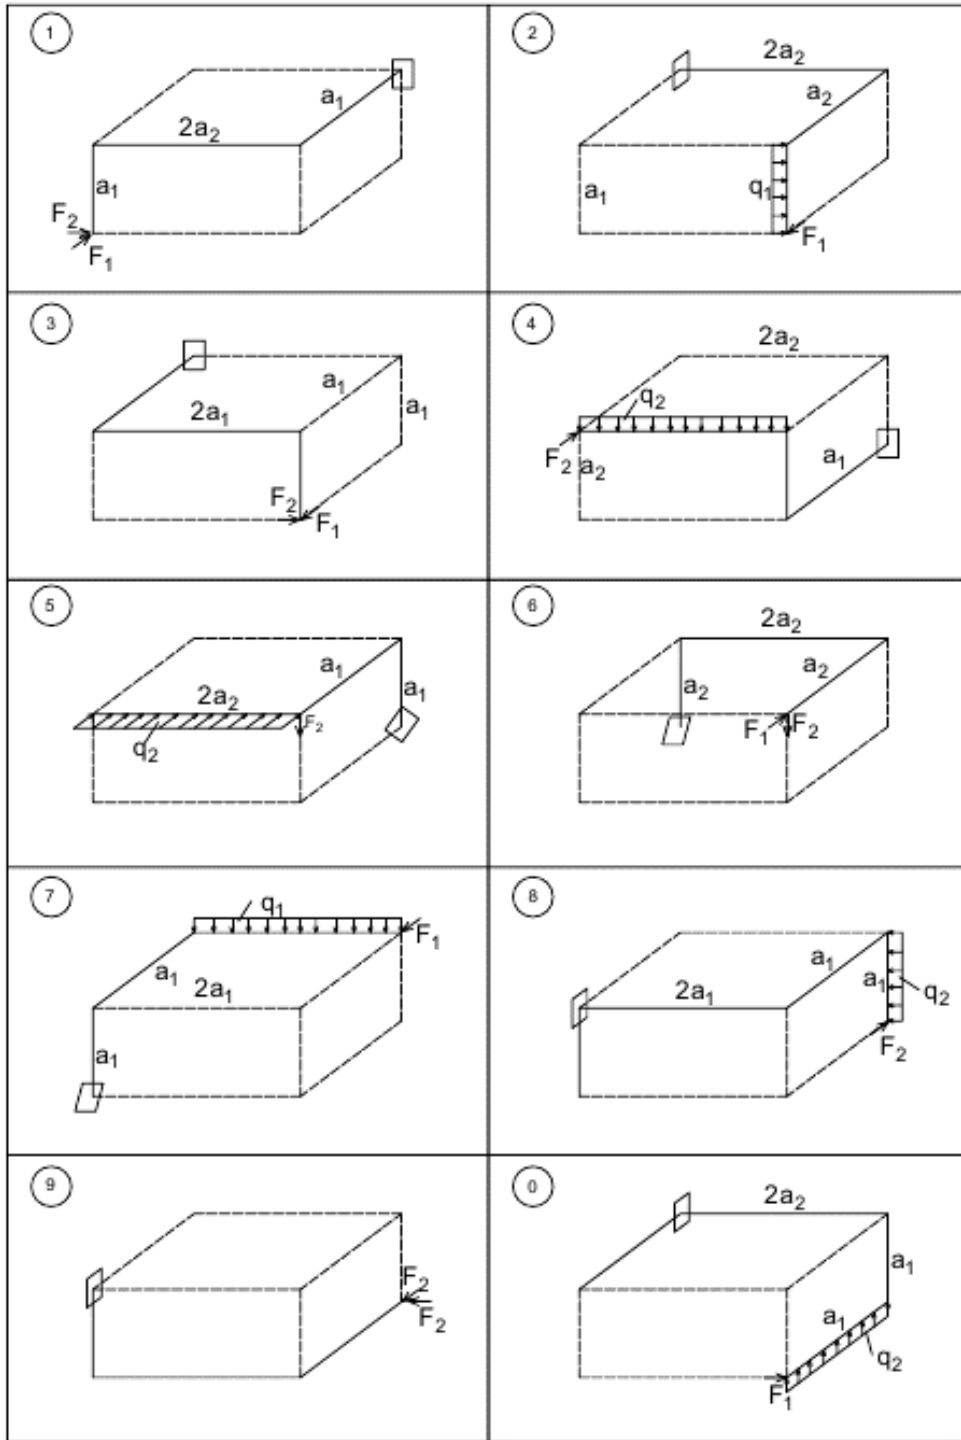 1
a₁
2a₂
a₁
F₂
F₁
2
2a₂
a₂
a₁
q₁
F₁
3
a₁
2a₁
a₁
F₂
F₁
4
2a₂
q₂
F₂
a₂
a₁
5
a₁
2a₂
a₁
F₂
q₂
6
2a₂
a₂
a₂
F₁
F₂
7
q₁
F₁
a₁
2a₁
a₁
8
a₁
2a₁
a₁
q₂
F₂
9
F₂
F₂
0
2a₂
a₁
a₁
q₂
F₁